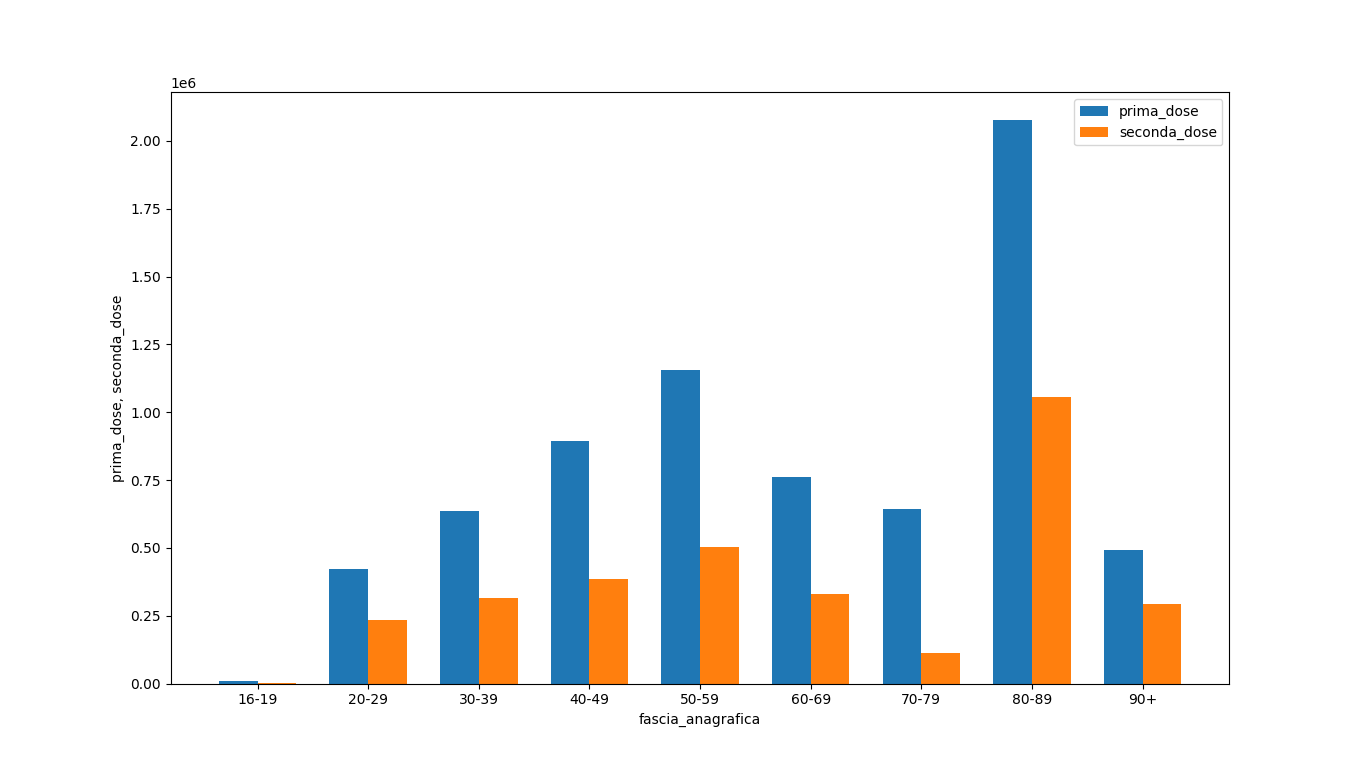 1e6
prima_dose
seconda_dose
2.00
1.75
1.50
1.25
1.00
0.75
0.50
0.25
0.00
prima_dose, seconda_dose
16-19 20-29 30-39 40-49 50-59 60-69 70-79 80-89 90+
fascia_anagrafica